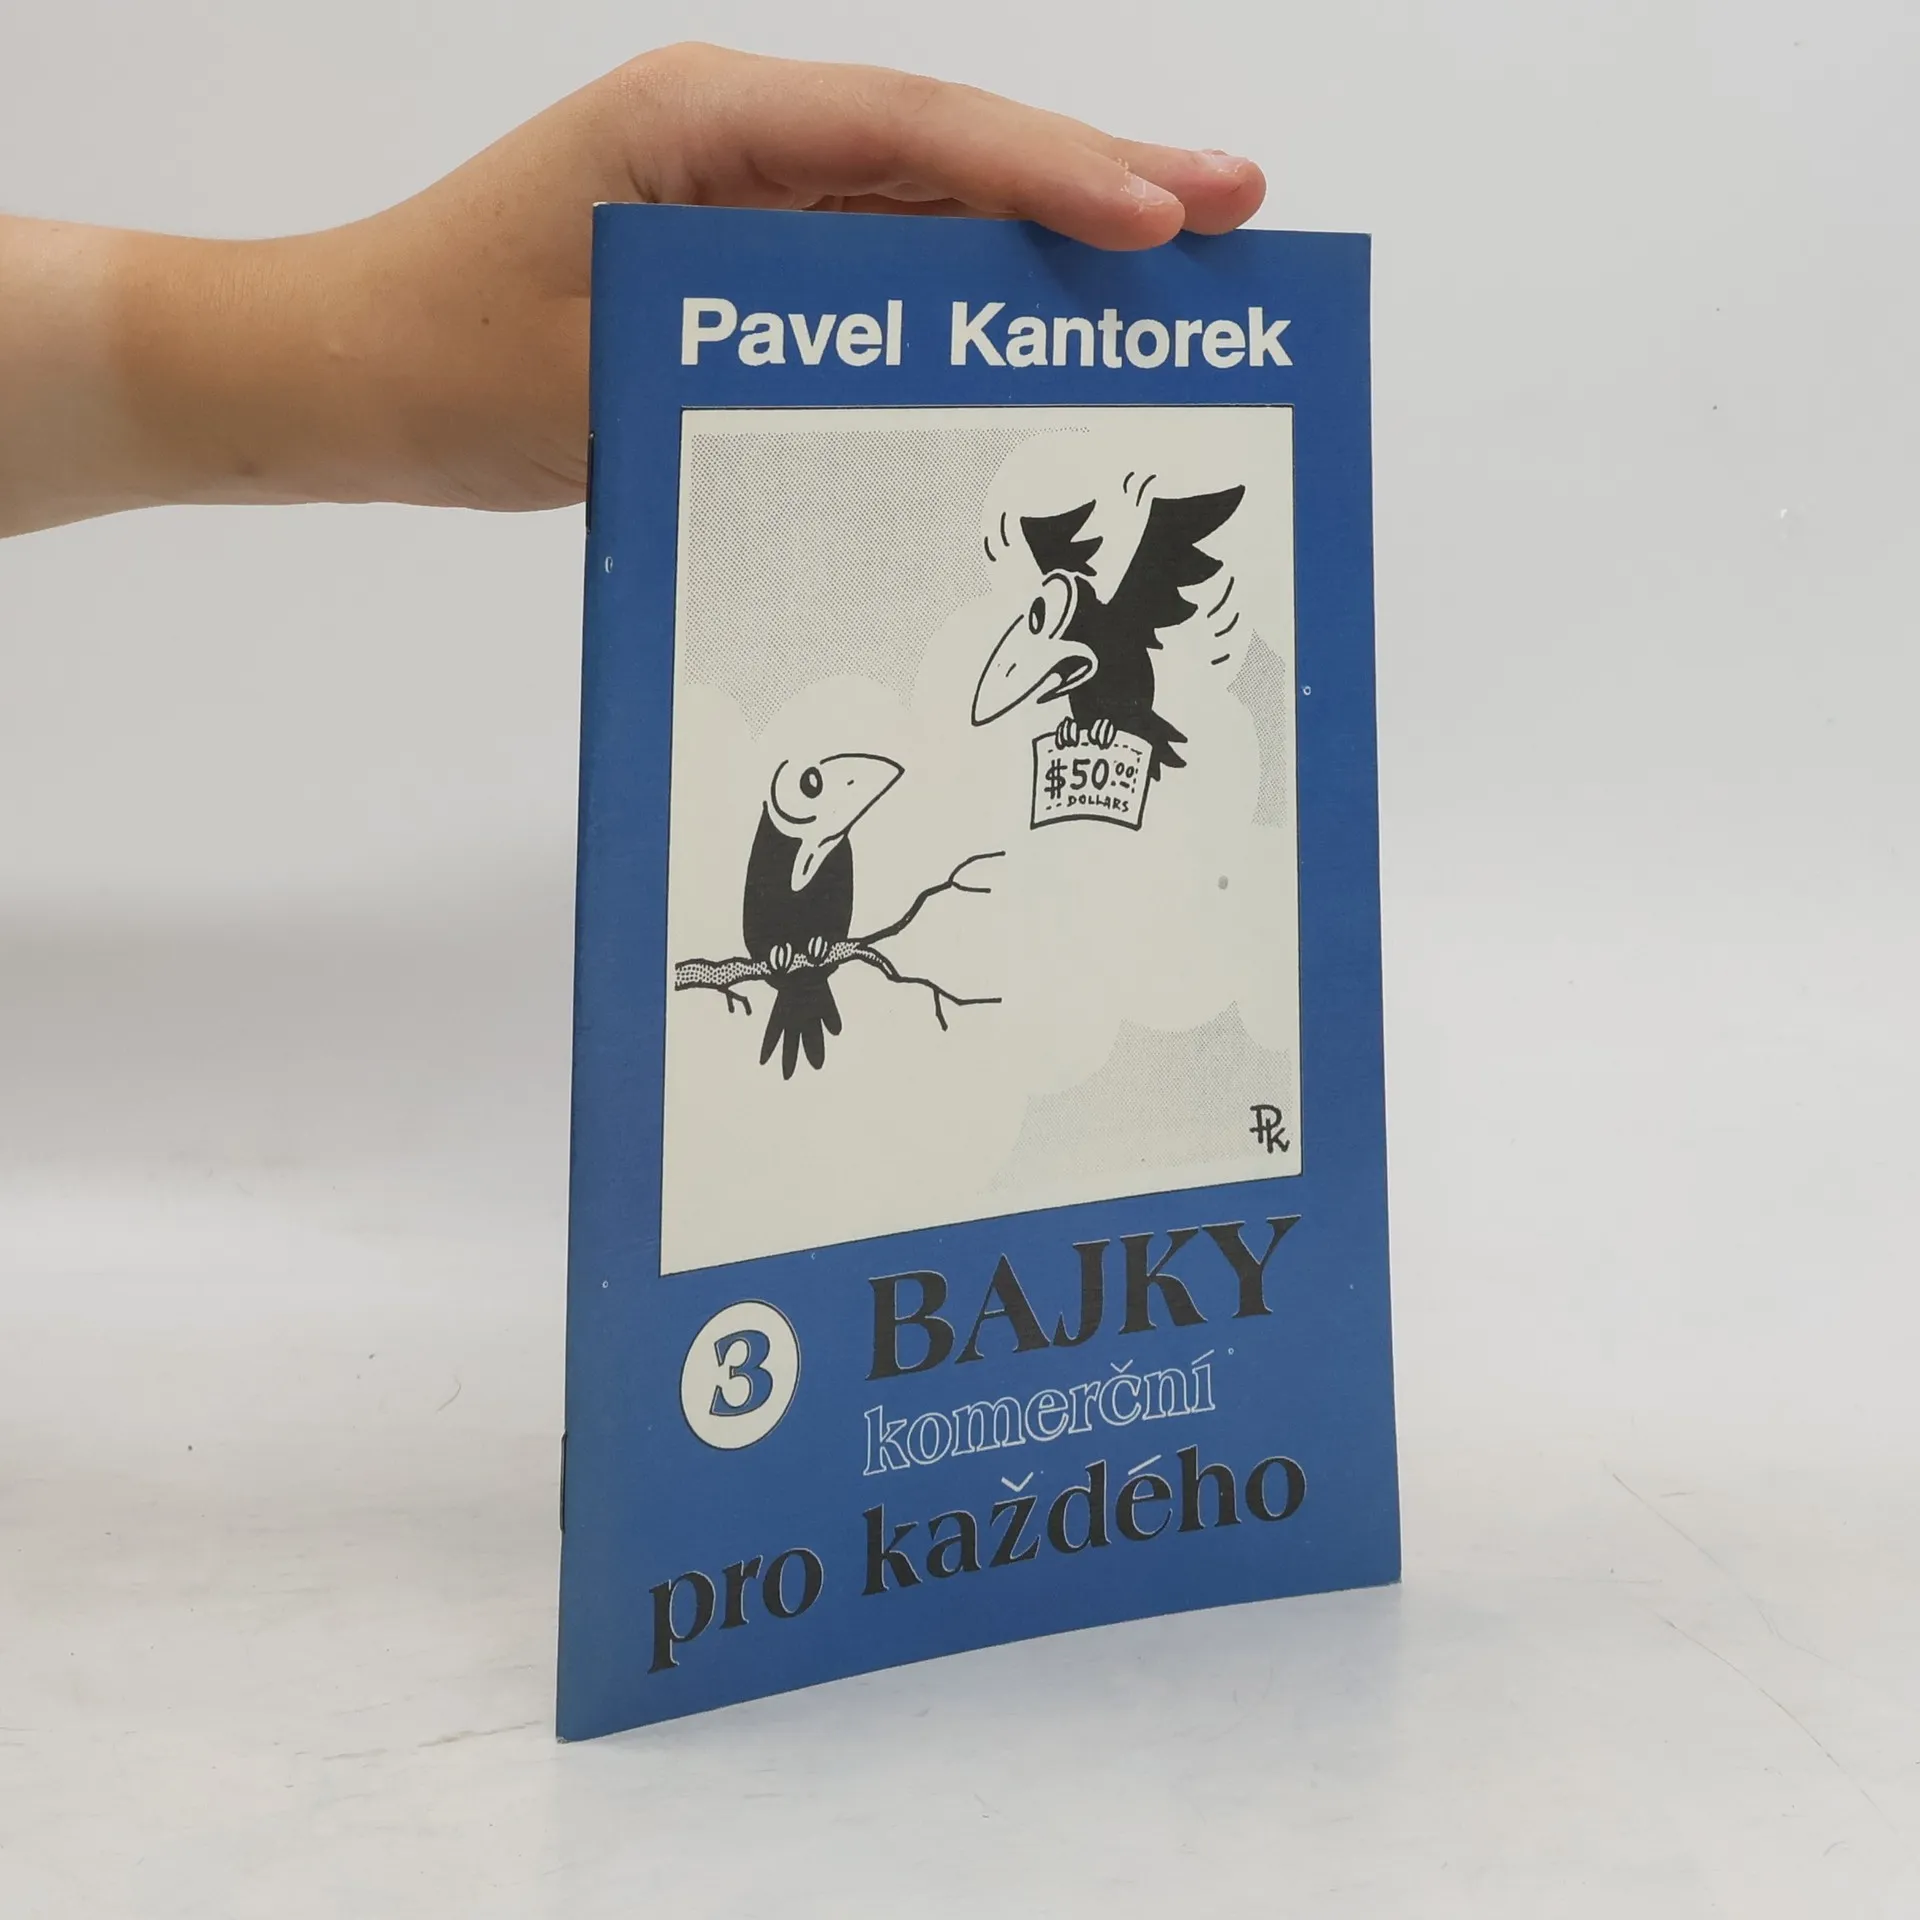 Pavel Kantorek
$50.00
DOLLARS
PK
3
BAJKY
komerční
pro každého